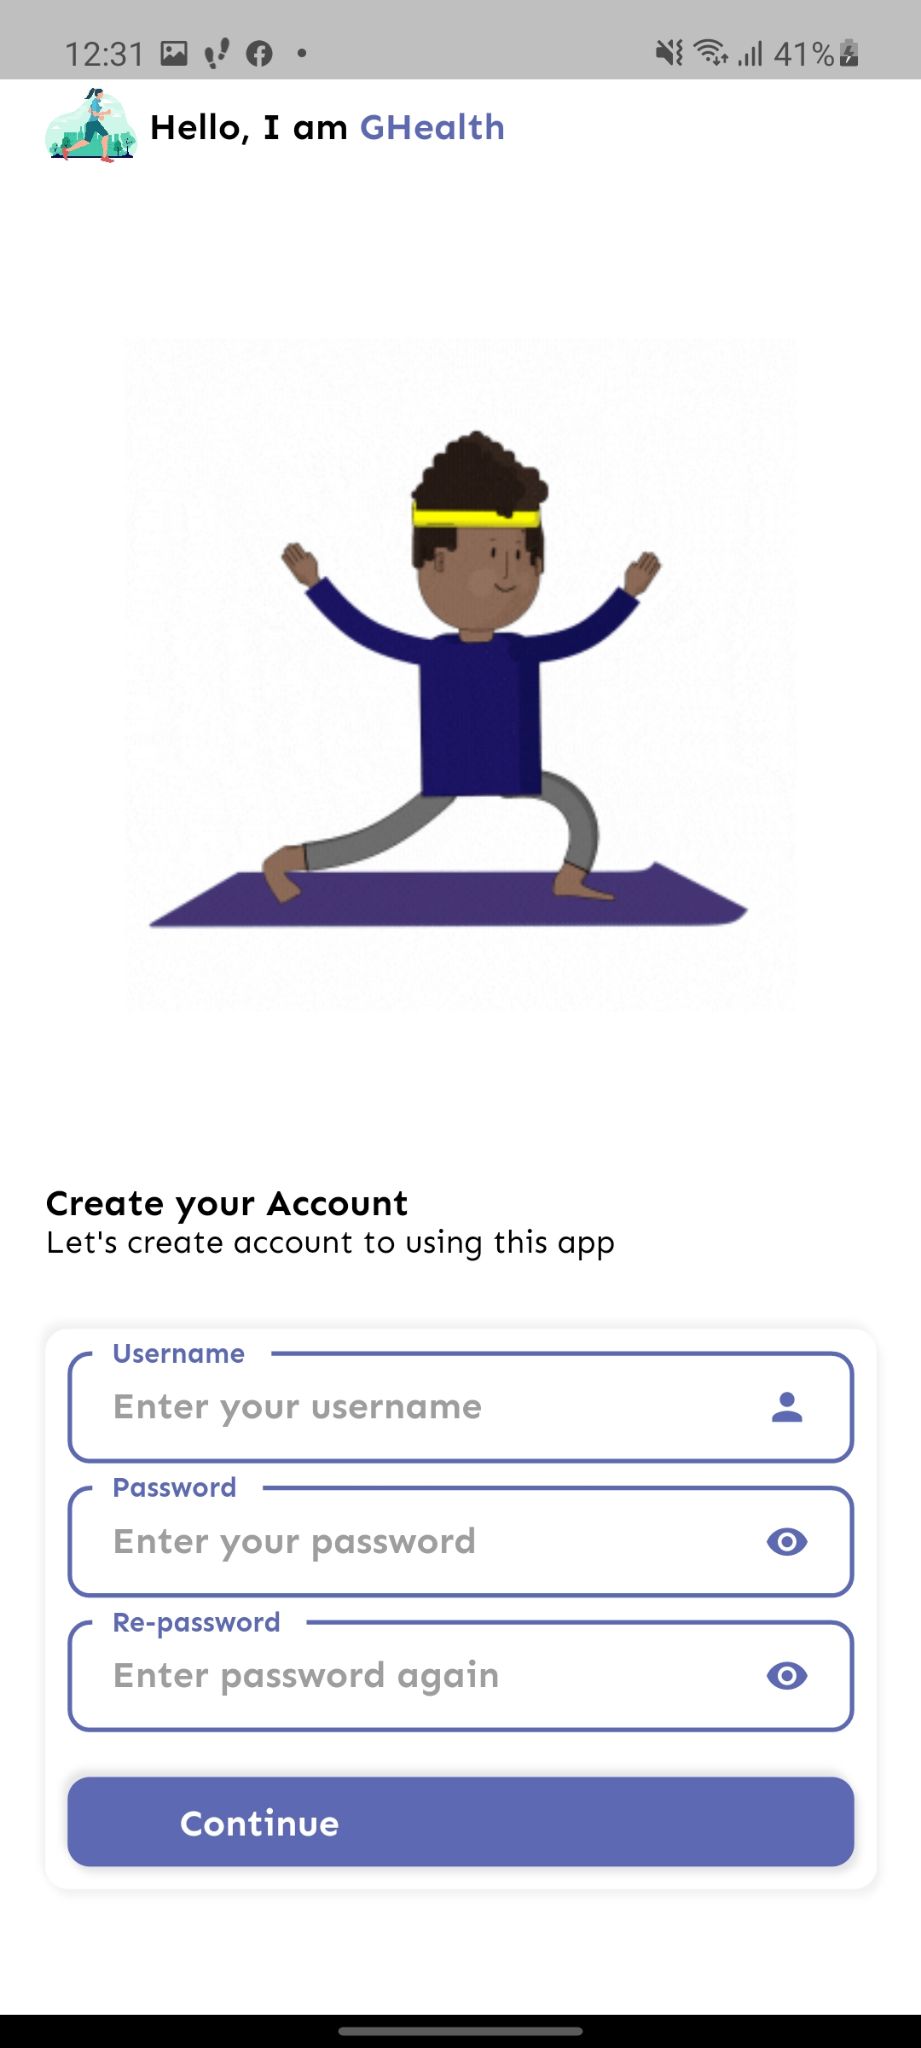 12:31
41%
Hello, I am GHealth
Create your Account
Let's create account to using this app
Username
Enter your username
Password
Enter your password
Re-password
Enter password again
Continue